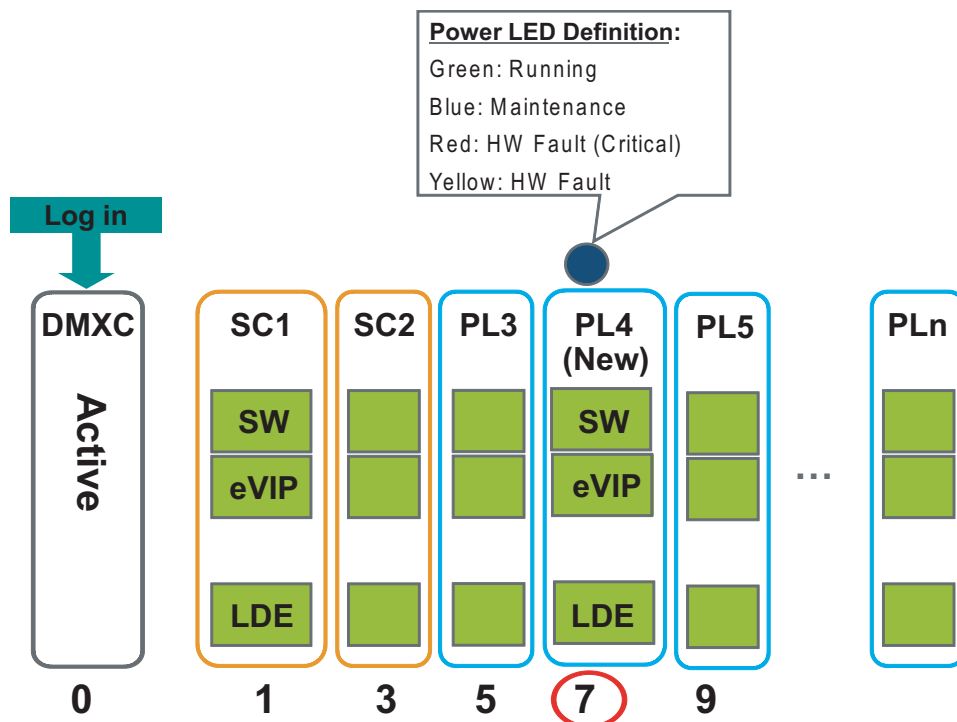 Power LED Definition:
Green: Running
Blue: Maintenance
Red: HW Fault (Critical)
Yellow: HW Fault
Log in
DMXC
Active
SC1
SC2
PL3
PL4
(New)
PL5
PLn
SW
SW
eVIP
eVIP
...
LDE
LDE
0
1
3
5
7
9